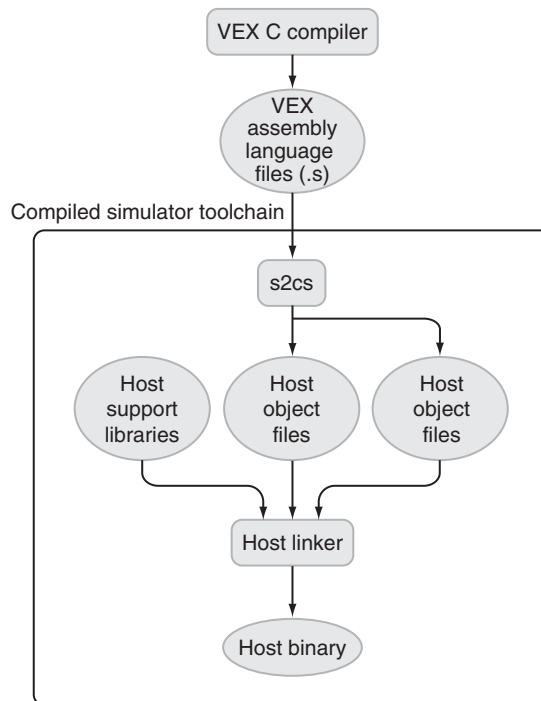 VEX C compiler
VEX
assembly
language
files (.s)
Compiled simulator toolchain
s2cs
Host
support
libraries
Host
object
files
Host
object
files
Host linker
Host binary